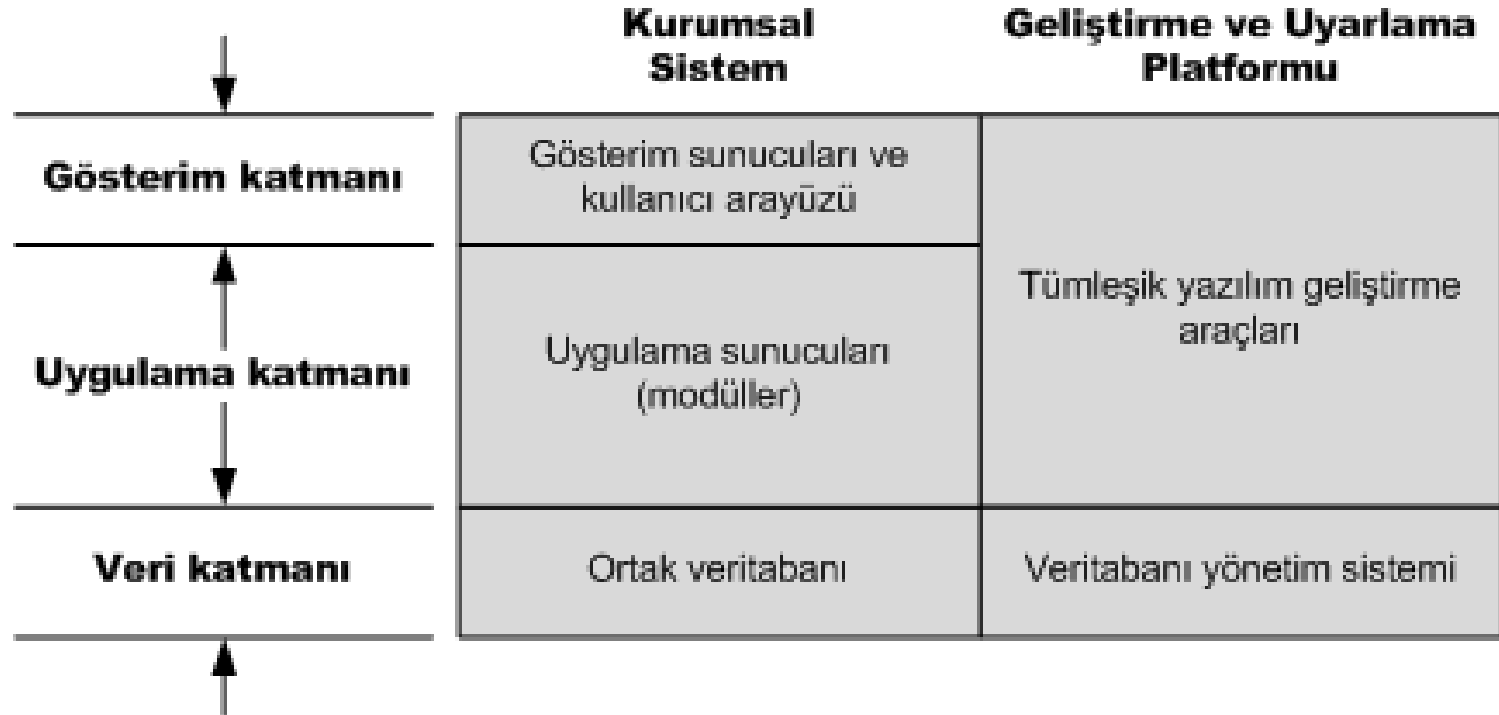 Kurumsal
Sistem
Geliştirme ve Uyarlama
Platformu
Gösterim katmanı
Gösterim sunucuları ve
kullanıcı arayüzü
Tümleşik yazılım geliştirme
araçları
Uygulama katmanı
Uygulama sunucuları
(modüller)
Veri katmanı
Ortak veritabanı
Veritabanı yönetim sistemi